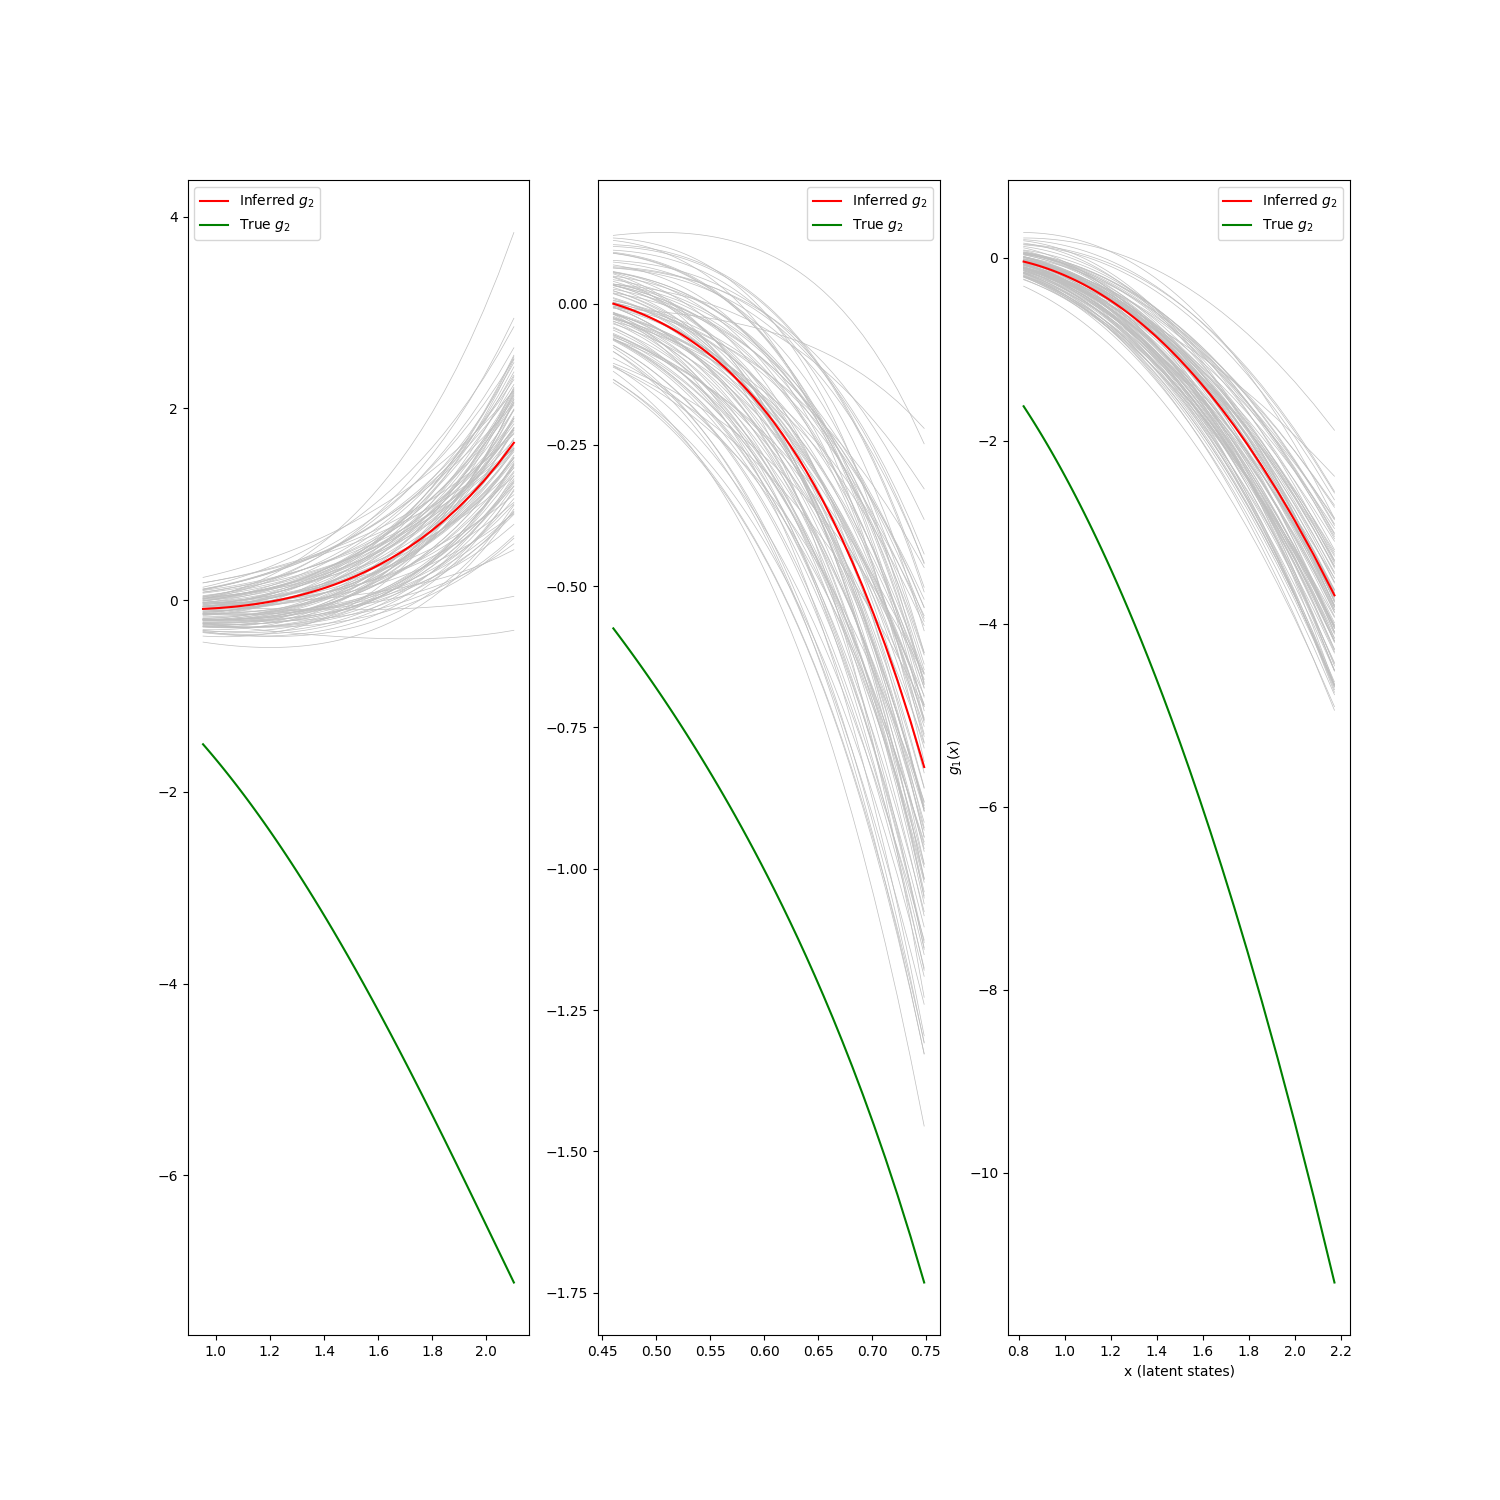 Inferred g₂
True g₂
4
2
0
−2
−4
−6
1.0 1.2 1.4 1.6 1.8 2.0
Inferred g₂
True g₂
0.00
−0.25
−0.50
−0.75
−1.00
−1.25
−1.50
−1.75
0.45 0.50 0.55 0.60 0.65 0.70 0.75
Inferred g₂
True g₂
g₁(x)
0
−2
−4
−6
−8
−10
0.8 1.0 1.2 1.4 1.6 1.8 2.0 2.2
x (latent states)